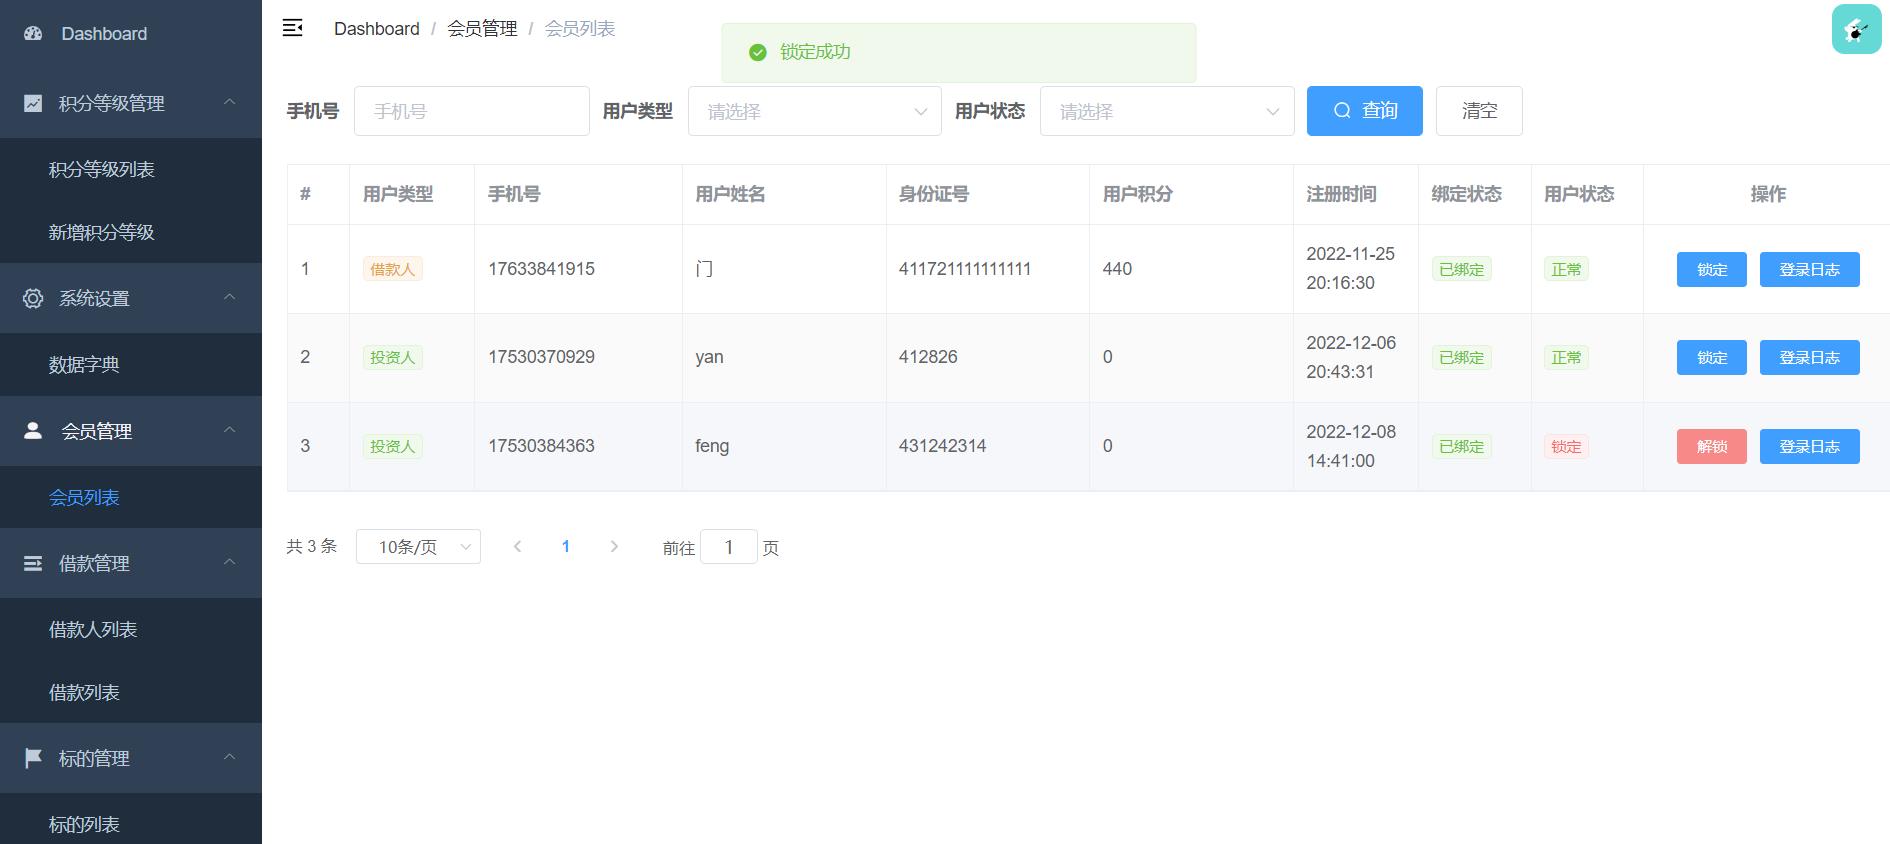 Dashboard
积分等级管理
积分等级列表
新增积分等级
系统设置
数据字典
会员管理
会员列表
借款管理
借款人列表
借款列表
标的管理
标的列表
Dashboard / 会员管理 / 会员列表
锁定成功
手机号 手机号 用户类型 请选择 用户状态 请选择 查询 清空
# 用户类型 手机号 用户姓名 身份证号 用户积分 注册时间 绑定状态 用户状态 操作
1 借款人 17633841915 门 411721111111111 440 2022-11-25 20:16:30 已绑定 正常 锁定 登录日志
2 投资人 17530370929 yan 412826 0 2022-12-06 20:43:31 已绑定 正常 锁定 登录日志
3 投资人 17530384363 feng 431242314 0 2022-12-08 14:41:00 已绑定 锁定 解锁 登录日志
共 3 条 10条/页 1 前往 1 页